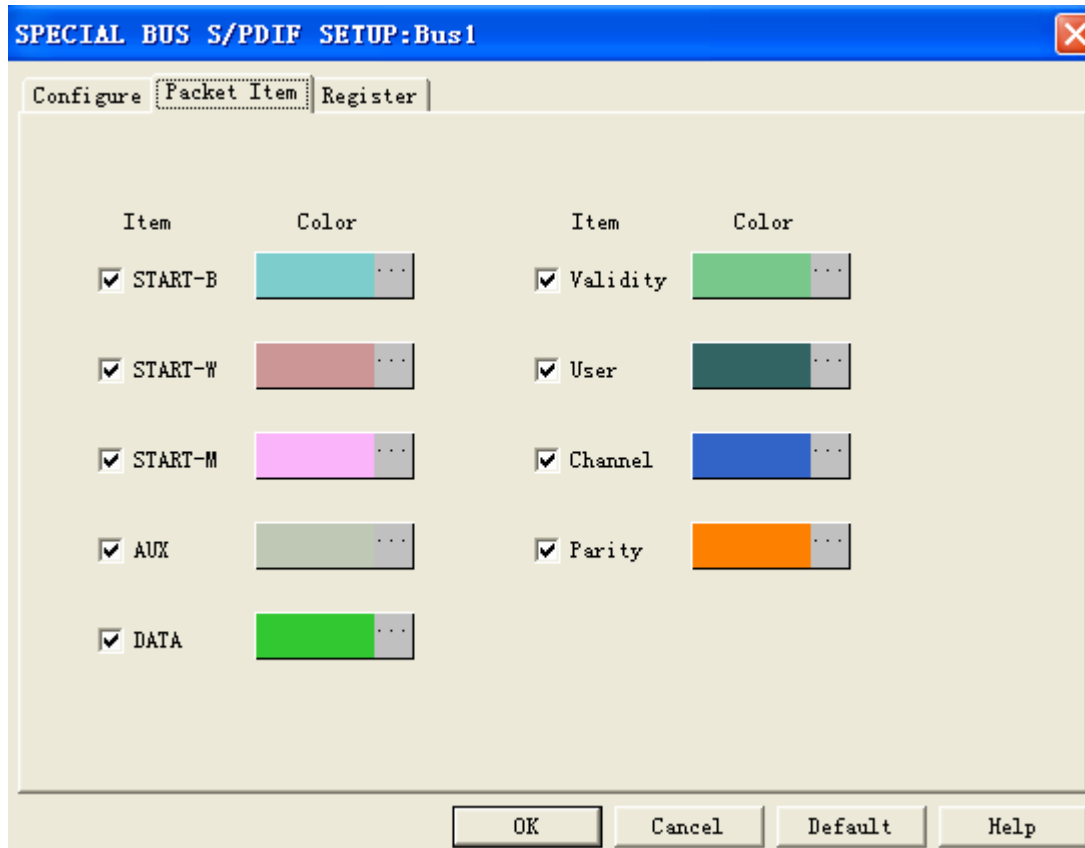 SPECIAL BUS S/PDIF SETUP:Bus1
Configure Packet Item Register
Item Color Item Color
START-B ... Validity ...
START-W ... User ...
START-M ... Channel ...
AUX ... Parity ...
DATA ...
OK Cancel Default Help